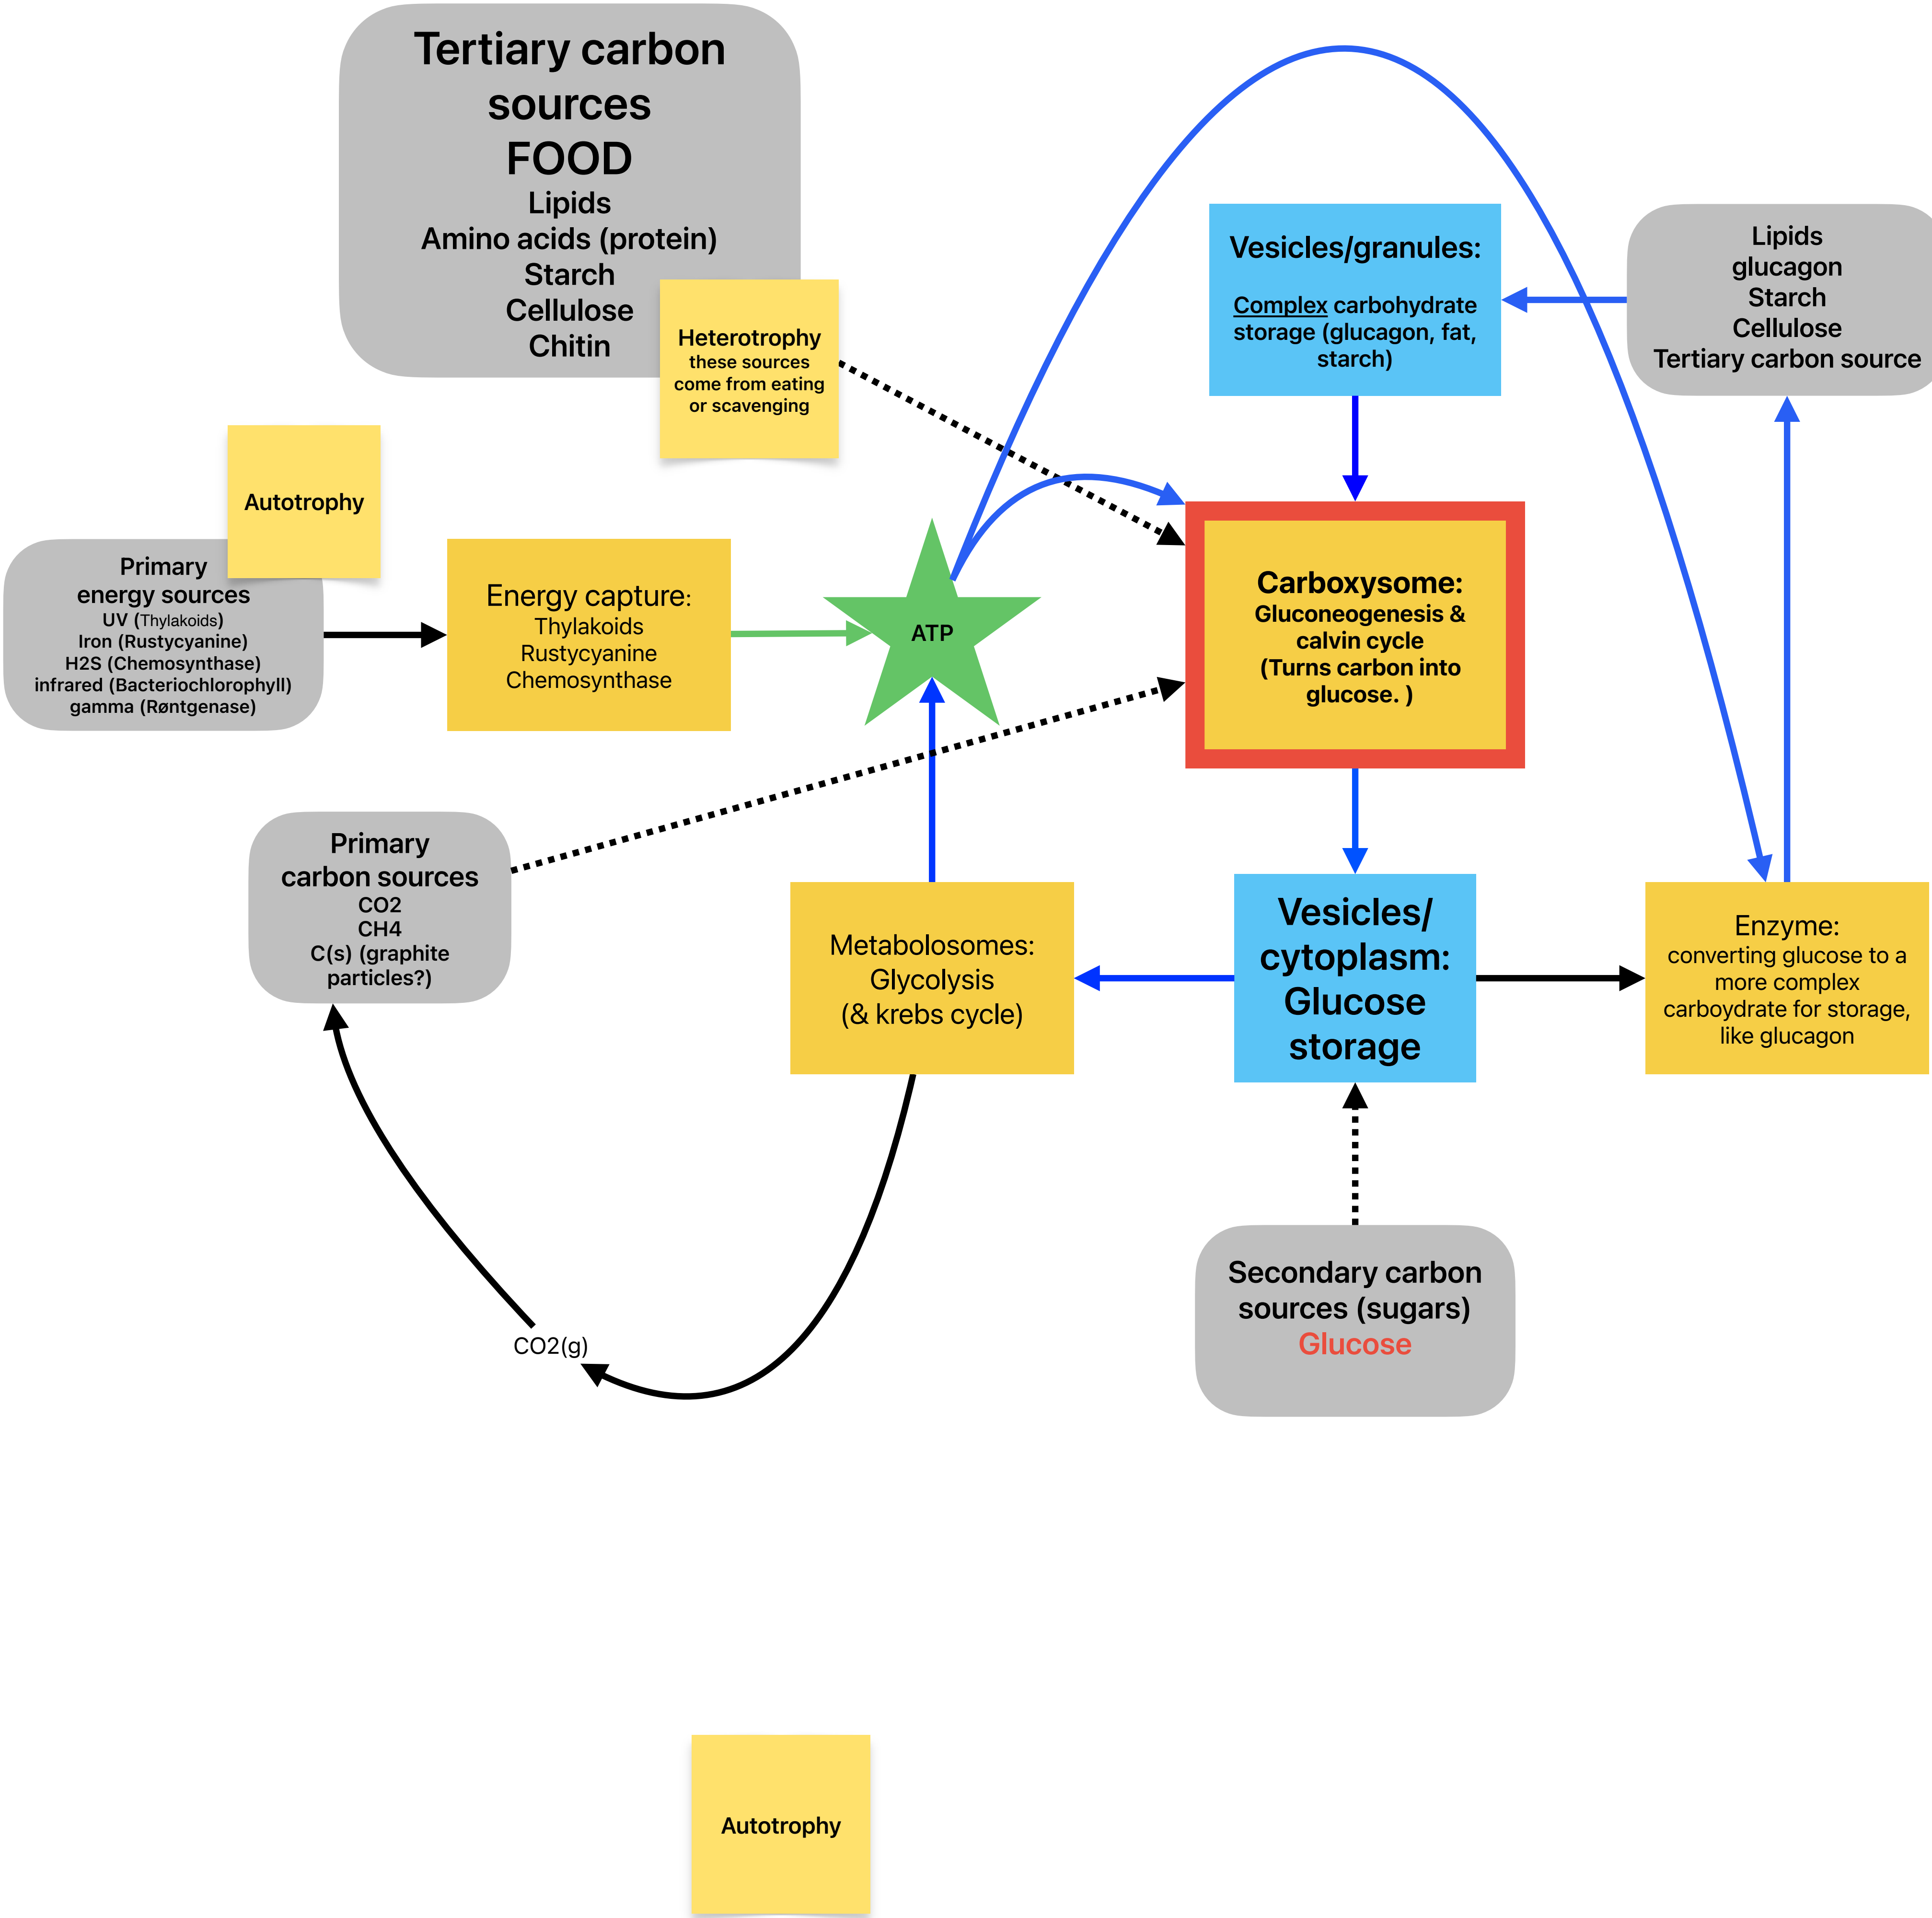 Tertiary carbon
sources
FOOD
Lipids
Amino acids (protein)
Starch
Cellulose
Chitin
Heterotrophy
these sources
come from eating
or scavenging
Vesicles/granules:
Complex carbohydrate
storage (glucagon, fat,
starch)
Lipids
glucagon
Starch
Cellulose
Tertiary carbon source
Autotrophy
Primary
energy sources
UV (Thylakoids)
Iron (Rustycyanine)
H2S (Chemosynthase)
infrared (Bacteriochlorophyll)
gamma (Røntgenase)
Energy capture:
Thylakoids
Rustycyanine
Chemosynthase
ATP
Carboxysome:
Gluconeogenesis &
calvin cycle
(Turns carbon into
glucose. )
Primary
carbon sources
CO2
CH4
C(s) (graphite
particles?)
Metabolosomes:
Glycolysis
(& krebs cycle)
Vesicles/
cytoplasm:
Glucose
storage
Enzyme:
converting glucose to a
more complex
carboydrate for storage,
like glucagon
CO2(g)
Secondary carbon
sources (sugars)
Glucose
Autotrophy